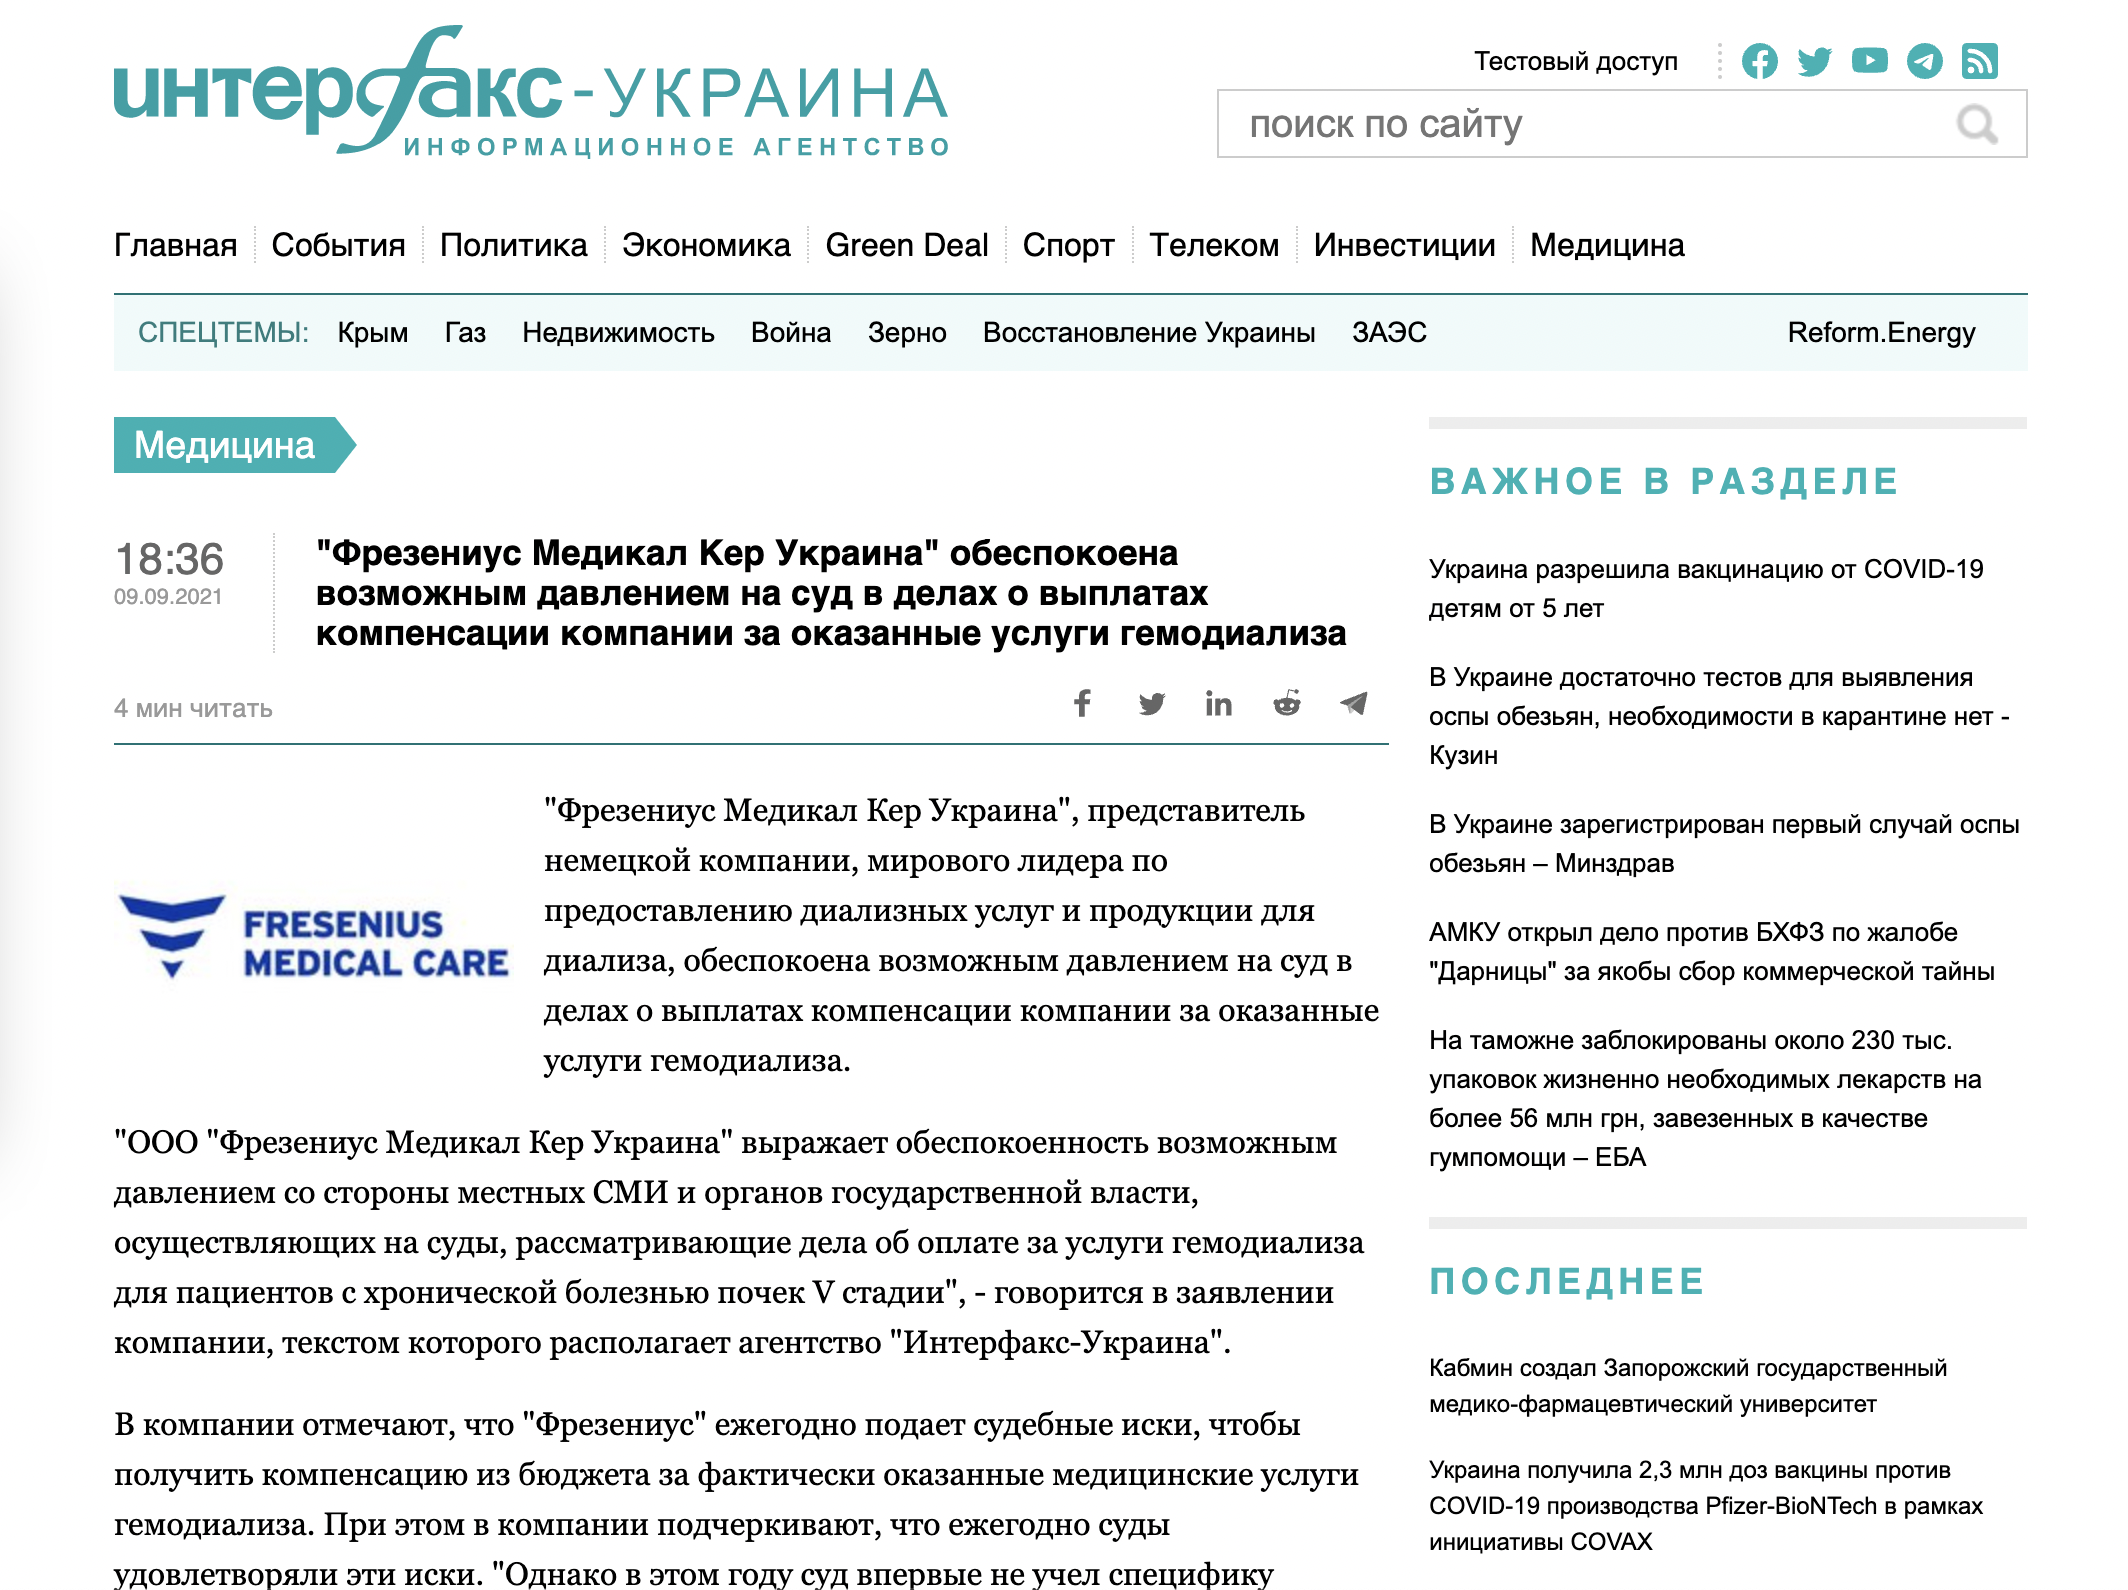 интерфакс-УКРАИНА
ИНФОРМАЦИОННОЕ АГЕНТСТВО
Тестовый доступ
поиск по сайту
Главная События Политика Экономика Green Deal Спорт Телеком Инвестиции Медицина
СПЕЦТЕМЫ: Крым Газ Недвижимость Война Зерно Восстановление Украины ЗАЭС Reform.Energy
Медицина
18:36
09.09.2021
"Фрезениус Медикал Кер Украина" обеспокоена
возможным давлением на суд в делах о выплатах
компенсации компании за оказанные услуги гемодиализа
4 мин читать
FRESENIUS
MEDICAL CARE
"Фрезениус Медикал Кер Украина", представитель
немецкой компании, мирового лидера по
предоставлению диализных услуг и продукции для
диализа, обеспокоена возможным давлением на суд в
делах о выплатах компенсации компании за оказанные
услуги гемодиализа.
"ООО "Фрезениус Медикал Кер Украина" выражает обеспокоенность возможным
давлением со стороны местных СМИ и органов государственной власти,
осуществляющих на суды, рассматривающие дела об оплате за услуги гемодиализа
для пациентов с хронической болезнью почек V стадии", - говорится в заявлении
компании, текстом которого располагает агентство "Интерфакс-Украина".
В компании отмечают, что "Фрезениус" ежегодно подает судебные иски, чтобы
получить компенсацию из бюджета за фактически оказанные медицинские услуги
гемодиализа. При этом в компании подчеркивают, что ежегодно суды
удовлетворяли эти иски. "Однако в этом году суд впервые не учел специфику
ВАЖНОЕ В РАЗДЕЛЕ
Украина разрешила вакцинацию от COVID-19
детям от 5 лет
В Украине достаточно тестов для выявления
оспы обезьян, необходимости в карантине нет -
Кузин
В Украине зарегистрирован первый случай оспы
обезьян – Минздрав
АМКУ открыл дело против БХФЗ по жалобе
"Дарницы" за якобы сбор коммерческой тайны
На таможне заблокированы около 230 тыс.
упаковок жизненно необходимых лекарств на
более 56 млн грн, завезенных в качестве
гумпомощи – ЕБА
ПОСЛЕДНЕЕ
Кабмин создал Запорожский государственный
медико-фармацевтический университет
Украина получила 2,3 млн доз вакцины против
COVID-19 производства Pfizer-BioNTech в рамках
инициативы COVAX